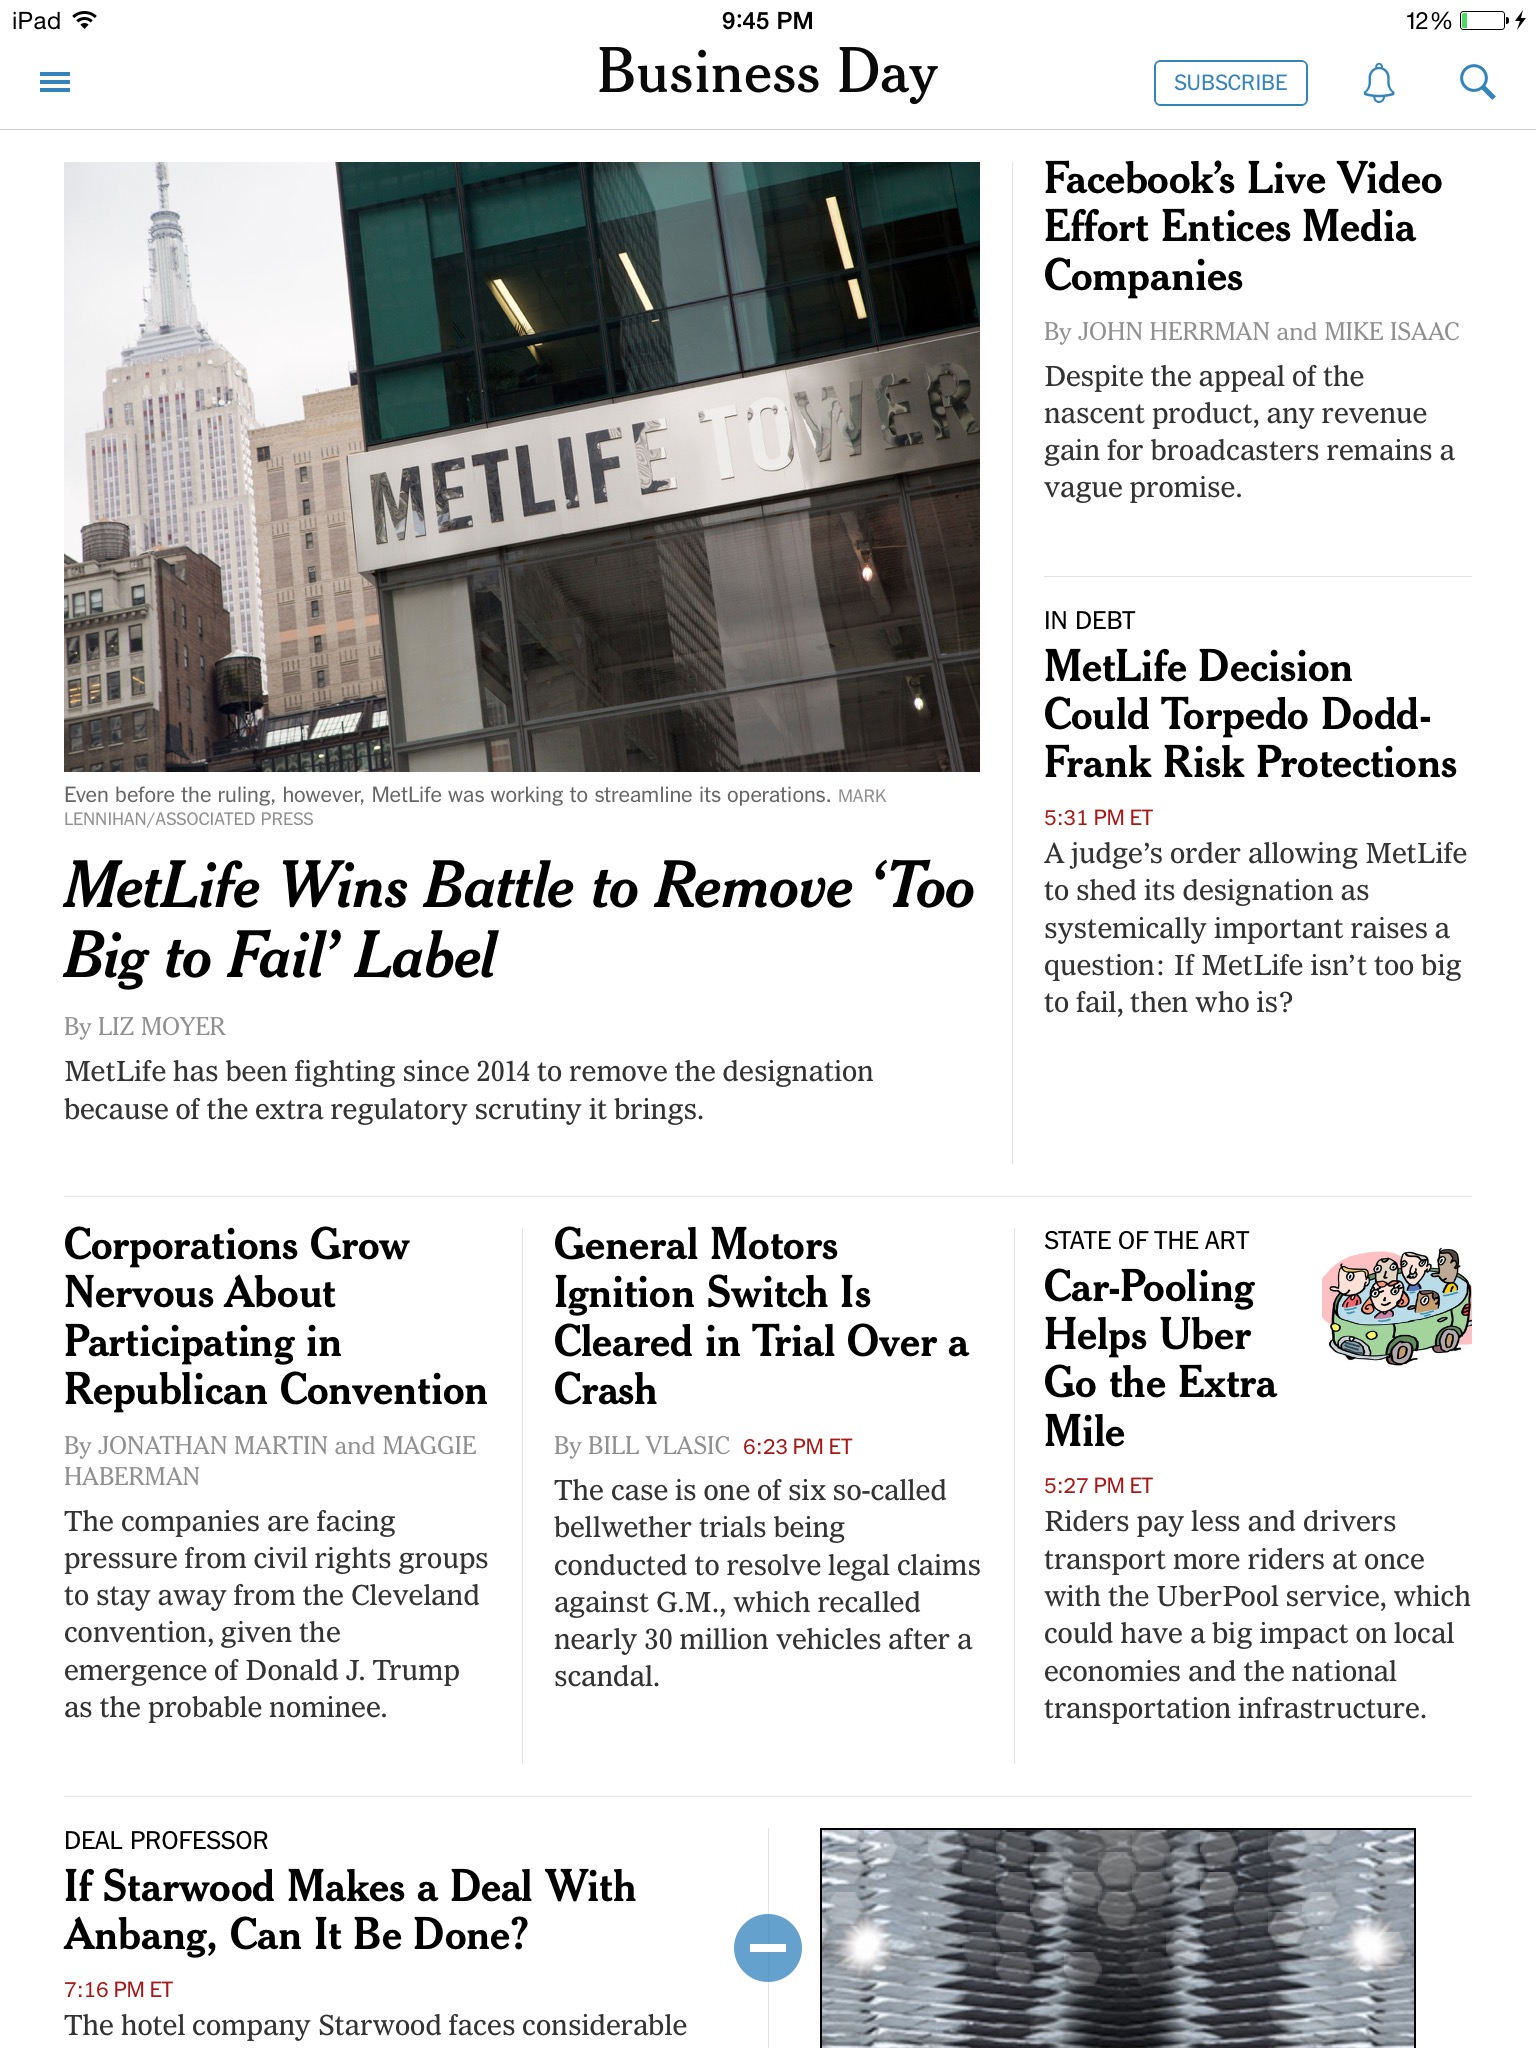 iPad
9:45 PM
12%
Business Day
SUBSCRIBE
METLIFE TOWER
Even before the ruling, however, MetLife was working to streamline its operations. MARK
LENNIHAN/ASSOCIATED PRESS
MetLife Wins Battle to Remove ‘Too
Big to Fail’ Label
By LIZ MOYER
MetLife has been fighting since 2014 to remove the designation
because of the extra regulatory scrutiny it brings.
Facebook’s Live Video
Effort Entices Media
Companies
By JOHN HERRMAN and MIKE ISAAC
Despite the appeal of the
nascent product, any revenue
gain for broadcasters remains a
vague promise.
IN DEBT
MetLife Decision
Could Torpedo Dodd-
Frank Risk Protections
5:31 PM ET
A judge’s order allowing MetLife
to shed its designation as
systemically important raises a
question: If MetLife isn’t too big
to fail, then who is?
Corporations Grow
Nervous About
Participating in
Republican Convention
By JONATHAN MARTIN and MAGGIE
HABERMAN
The companies are facing
pressure from civil rights groups
to stay away from the Cleveland
convention, given the
emergence of Donald J. Trump
as the probable nominee.
General Motors
Ignition Switch Is
Cleared in Trial Over a
Crash
By BILL VLASIC 6:23 PM ET
The case is one of six so-called
bellwether trials being
conducted to resolve legal claims
against G.M., which recalled
nearly 30 million vehicles after a
scandal.
STATE OF THE ART
Car-Pooling
Helps Uber
Go the Extra
Mile
5:27 PM ET
Riders pay less and drivers
transport more riders at once
with the UberPool service, which
could have a big impact on local
economies and the national
transportation infrastructure.
DEAL PROFESSOR
If Starwood Makes a Deal With
Anbang, Can It Be Done?
7:16 PM ET
The hotel company Starwood faces considerable